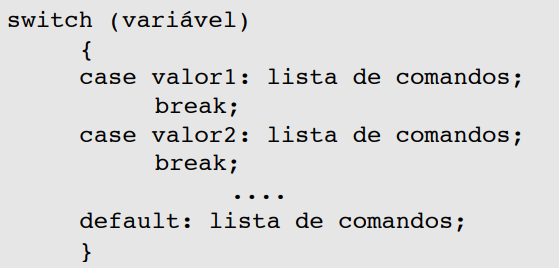 switch (variável)
{
case valor1: lista de comandos;
break;
case valor2: lista de comandos;
break;
....
default: lista de comandos;
}